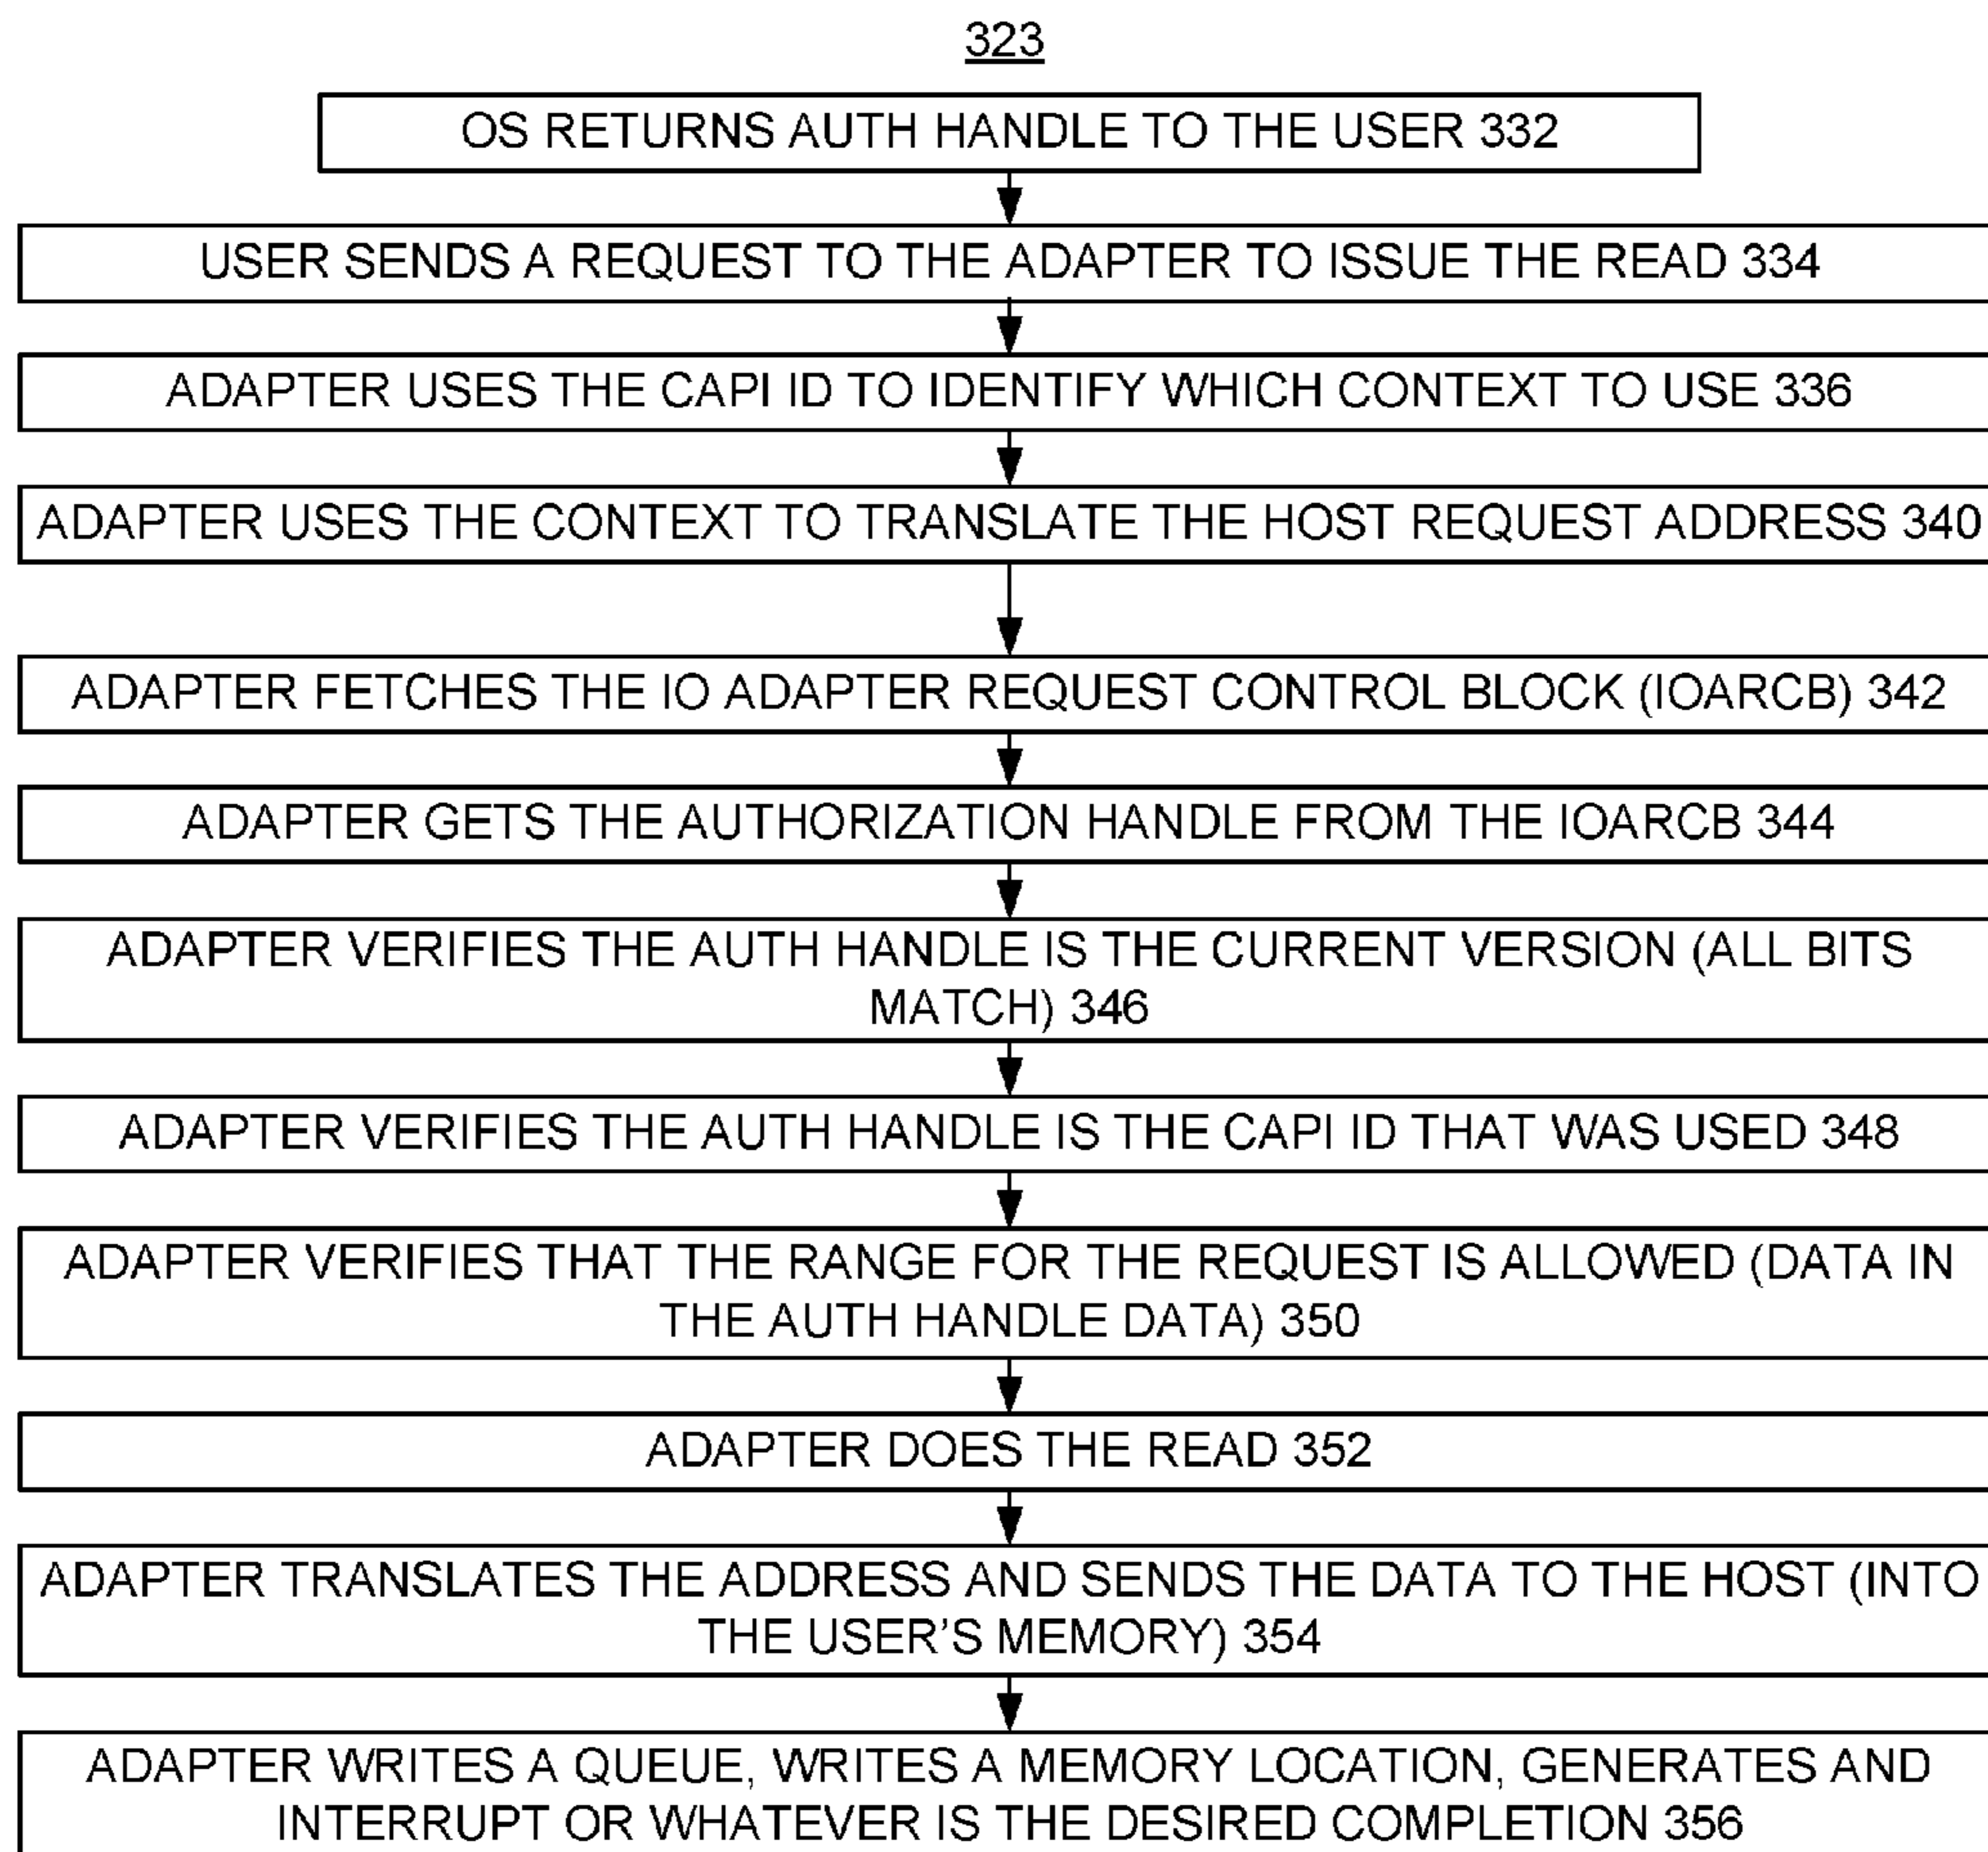 323
OS RETURNS AUTH HANDLE TO THE USER 332
USER SENDS A REQUEST TO THE ADAPTER TO ISSUE THE READ 334
ADAPTER USES THE CAPI ID TO IDENTIFY WHICH CONTEXT TO USE 336
ADAPTER USES THE CONTEXT TO TRANSLATE THE HOST REQUEST ADDRESS 340
ADAPTER FETCHES THE IO ADAPTER REQUEST CONTROL BLOCK (IOARCB) 342
ADAPTER GETS THE AUTHORIZATION HANDLE FROM THE IOARCB 344
ADAPTER VERIFIES THE AUTH HANDLE IS THE CURRENT VERSION (ALL BITS
MATCH) 346
ADAPTER VERIFIES THE AUTH HANDLE IS THE CAPI ID THAT WAS USED 348
ADAPTER VERIFIES THAT THE RANGE FOR THE REQUEST IS ALLOWED (DATA IN
THE AUTH HANDLE DATA) 350
ADAPTER DOES THE READ 352
ADAPTER TRANSLATES THE ADDRESS AND SENDS THE DATA TO THE HOST (INTO
THE USER'S MEMORY) 354
ADAPTER WRITES A QUEUE, WRITES A MEMORY LOCATION, GENERATES AND
INTERRUPT OR WHATEVER IS THE DESIRED COMPLETION 356